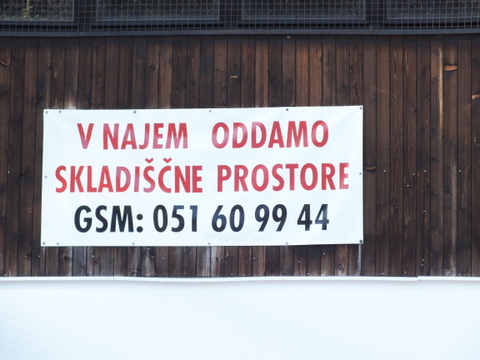 V NAJEM ODDAMO
SKLADIŠČNE PROSTORE
GSM: 051 60 99 44